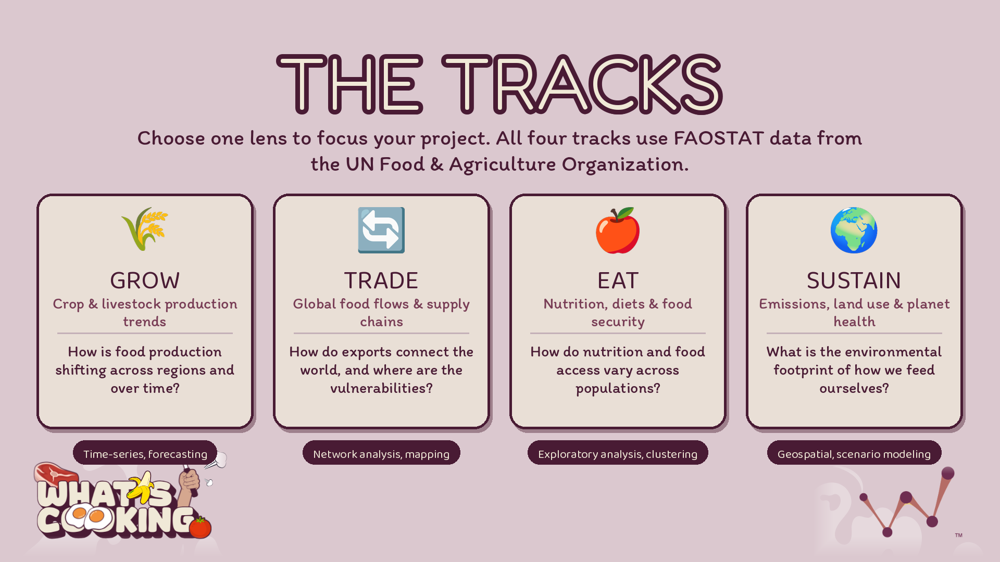 THE TRACKS
Choose one lens to focus your project. All four tracks use FAOSTAT data from
the UN Food & Agriculture Organization.
GROW
Crop & livestock production
trends
How is food production
shifting across regions and
over time?
Time-series, forecasting
TRADE
Global food flows & supply
chains
How do exports connect the
world, and where are the
vulnerabilities?
Network analysis, mapping
EAT
Nutrition, diets & food
security
How do nutrition and food
access vary across
populations?
Exploratory analysis, clustering
SUSTAIN
Emissions, land use & planet
health
What is the environmental
footprint of how we feed
ourselves?
Geospatial, scenario modeling
WHAT'S
COOKING
TM